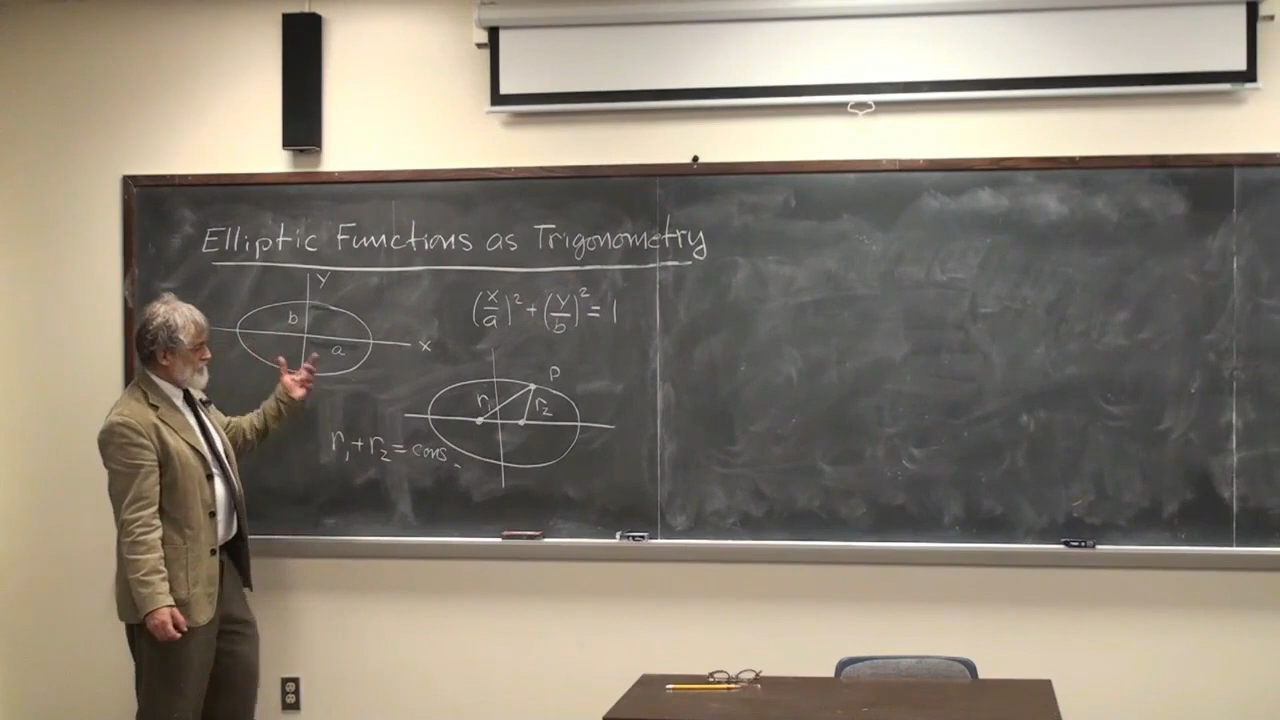 Elliptic Functions as Trigonometry
y
b
a
x
(x/a)² + (y/b)² = 1
P
r₁
r₂
r₁ + r₂ = cons.